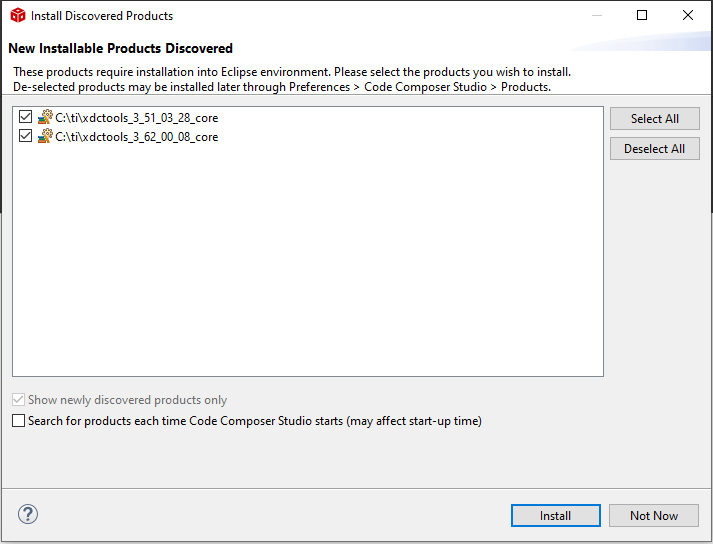 Install Discovered Products
New Installable Products Discovered
These products require installation into Eclipse environment. Please select the products you wish to install.
De-selected products may be installed later through Preferences > Code Composer Studio > Products.
C:\ti\xdctools_3_51_03_28_core
C:\ti\xdctools_3_62_00_08_core
Select All
Deselect All
Show newly discovered products only
Search for products each time Code Composer Studio starts (may affect start-up time)
?
Install
Not Now